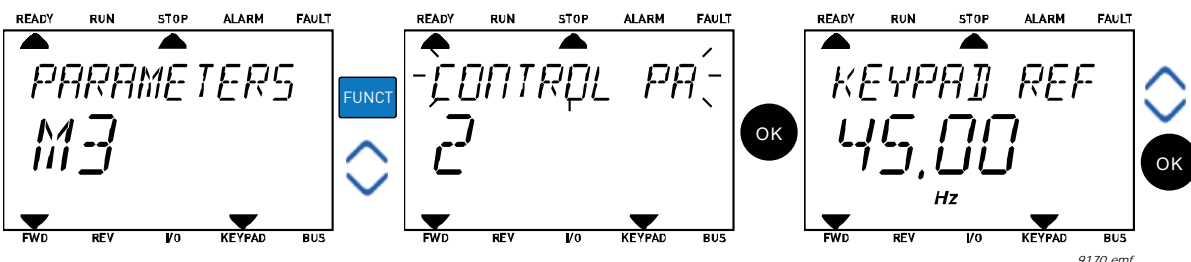 READY RUN STOP ALARM FAULT
PARAMETERS
M3
FWD REV I/O KEYPAD BUS
FUNCT
READY RUN STOP ALARM FAULT
CONTROL PA
2
FWD REV I/O KEYPAD BUS
OK
READY RUN STOP ALARM FAULT
KEYPAD REF
45.00
Hz
FWD REV I/O KEYPAD BUS
OK
9170.emf